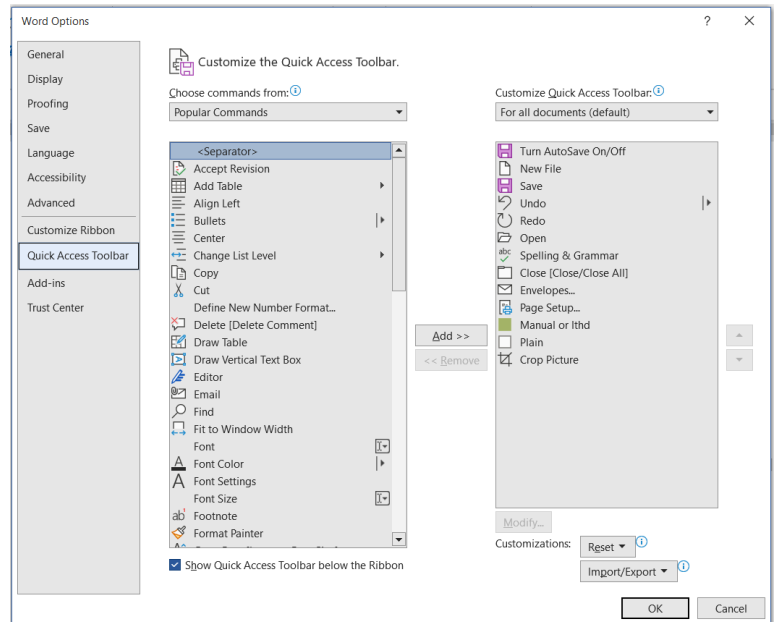 Word Options
?
General
Display
Proofing
Save
Language
Accessibility
Advanced
Customize Ribbon
Quick Access Toolbar
Add-ins
Trust Center
Customize the Quick Access Toolbar.
Choose commands from:
Popular Commands
<Separator>
Accept Revision
Add Table
Align Left
Bullets
Center
Change List Level
Copy
Cut
Define New Number Format...
Delete [Delete Comment]
Draw Table
Draw Vertical Text Box
Editor
Email
Find
Fit to Window Width
Font
Font Color
Font Settings
Font Size
Footnote
Format Painter
Show Quick Access Toolbar below the Ribbon
Add >>
<< Remove
Customize Quick Access Toolbar:
For all documents (default)
Turn AutoSave On/Off
New File
Save
Undo
Redo
Open
Spelling & Grammar
Close [Close/Close All]
Envelopes...
Page Setup...
Manual or lthd
Plain
Crop Picture
Modify...
Customizations:
Reset
Import/Export
OK
Cancel